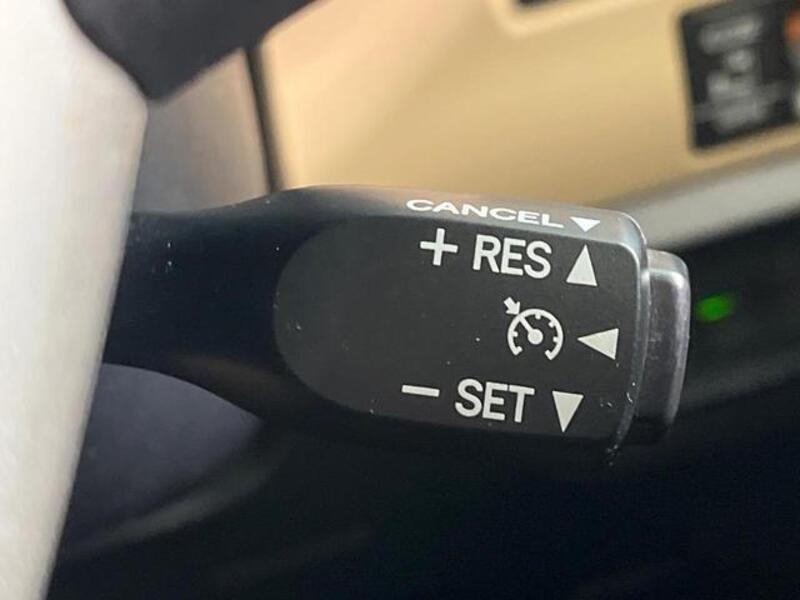 CANCEL
+ RES
– SET